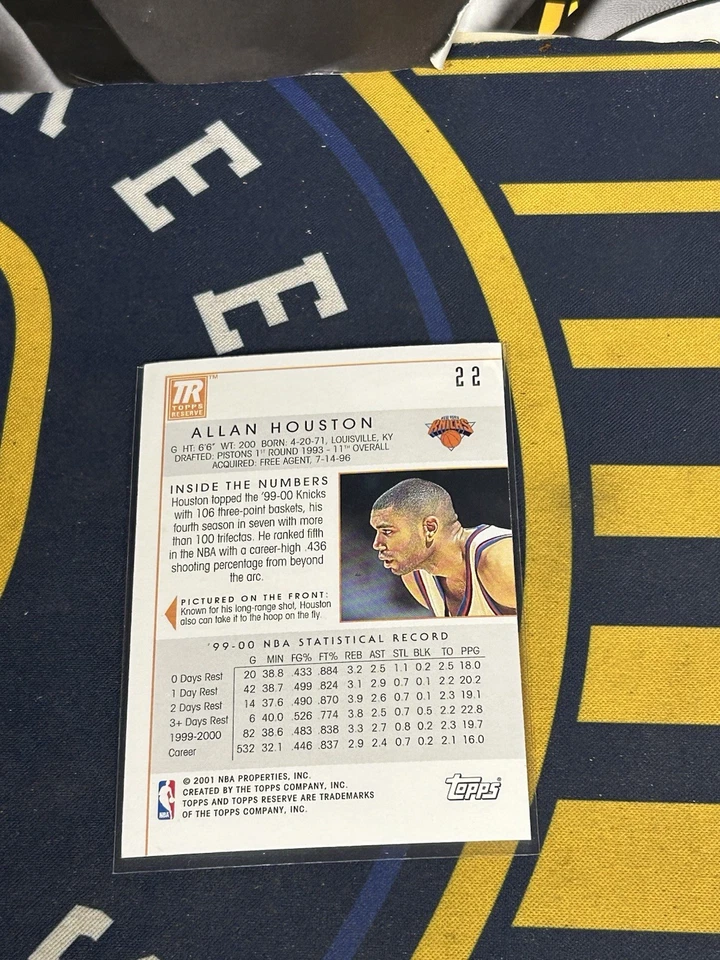 E
E
22
TR™
TOPPS
RESERVE
ALLAN HOUSTON
NEW YORK
KNICKS
G HT: 6'6" WT: 200 BORN: 4-20-71, LOUISVILLE, KY
DRAFTED: PISTONS 1ST ROUND 1993 - 11TH OVERALL
ACQUIRED: FREE AGENT, 7-14-96
INSIDE THE NUMBERS
Houston topped the '99-00 Knicks
with 106 three-point baskets, his
fourth season in seven with more
than 100 trifectas. He ranked fifth
in the NBA with a career-high .436
shooting percentage from beyond
the arc.
PICTURED ON THE FRONT:
Known for his long-range shot, Houston
also can take it to the hoop on the fly.
'99-00 NBA STATISTICAL RECORD
G MIN FG% FT% REB AST STL BLK TO PPG
0 Days Rest 20 38.8 .433 .884 3.2 2.5 1.1 0.2 2.5 18.0
1 Day Rest 42 38.7 .499 .824 3.1 2.9 0.7 0.1 2.2 20.2
2 Days Rest 14 37.6 .490 .870 3.9 2.6 0.7 0.1 2.3 19.1
3+ Days Rest 6 40.0 .526 .774 3.8 2.5 0.7 0.5 2.2 22.8
1999-2000 82 38.6 .483 .838 3.3 2.7 0.8 0.2 2.3 19.7
Career 532 32.1 .446 .837 2.9 2.4 0.7 0.2 2.1 16.0
NBA
© 2001 NBA PROPERTIES, INC.
CREATED BY THE TOPPS COMPANY, INC.
TOPPS AND TOPPS RESERVE ARE TRADEMARKS
OF THE TOPPS COMPANY, INC.
Topps®